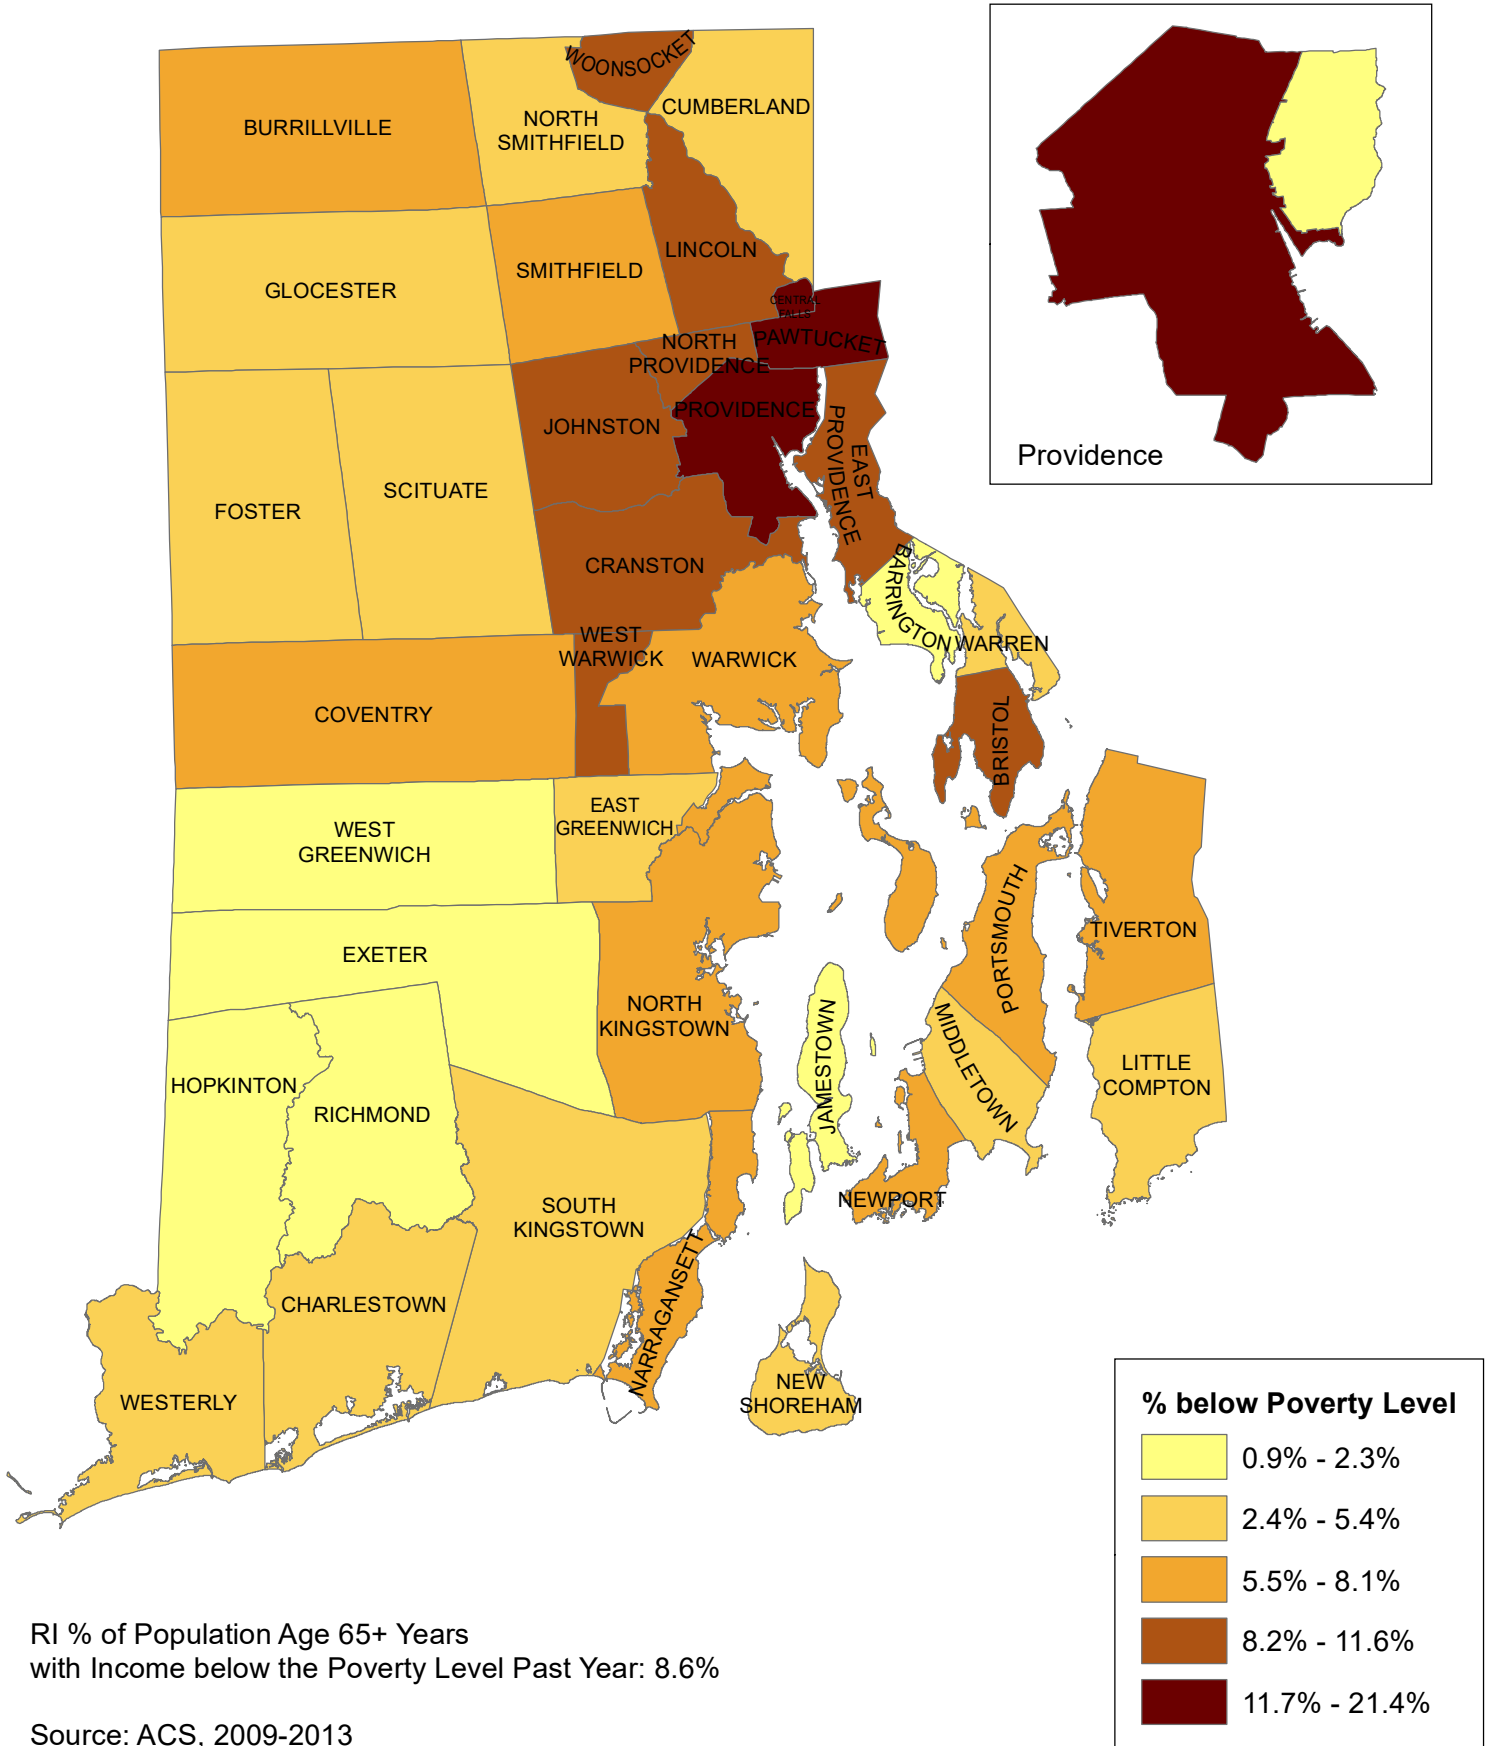 WOONSOCKET
CUMBERLAND
BURRILLVILLE
NORTH
SMITHFIELD
LINCOLN
SMITHFIELD
GLOCESTER
CENTRAL
FALLS
PAWTUCKET
NORTH
PROVIDENCE
PROVIDENCE
JOHNSTON
EAST
PROVIDENCE
SCITUATE
FOSTER
CRANSTON
BARRINGTON
WARREN
WEST
WARWICK
WARWICK
COVENTRY
BRISTOL
EAST
GREENWICH
WEST
GREENWICH
PORTSMOUTH
TIVERTON
EXETER
NORTH
KINGSTOWN
JAMESTOWN
MIDDLETOWN
LITTLE
COMPTON
HOPKINTON
RICHMOND
NEWPORT
SOUTH
KINGSTOWN
NARRAGANSETT
CHARLESTOWN
WESTERLY
NEW
SHOREHAM
Providence
% below Poverty Level
0.9% - 2.3%
2.4% - 5.4%
5.5% - 8.1%
8.2% - 11.6%
11.7% - 21.4%
RI % of Population Age 65+ Years
with Income below the Poverty Level Past Year: 8.6%
Source: ACS, 2009-2013